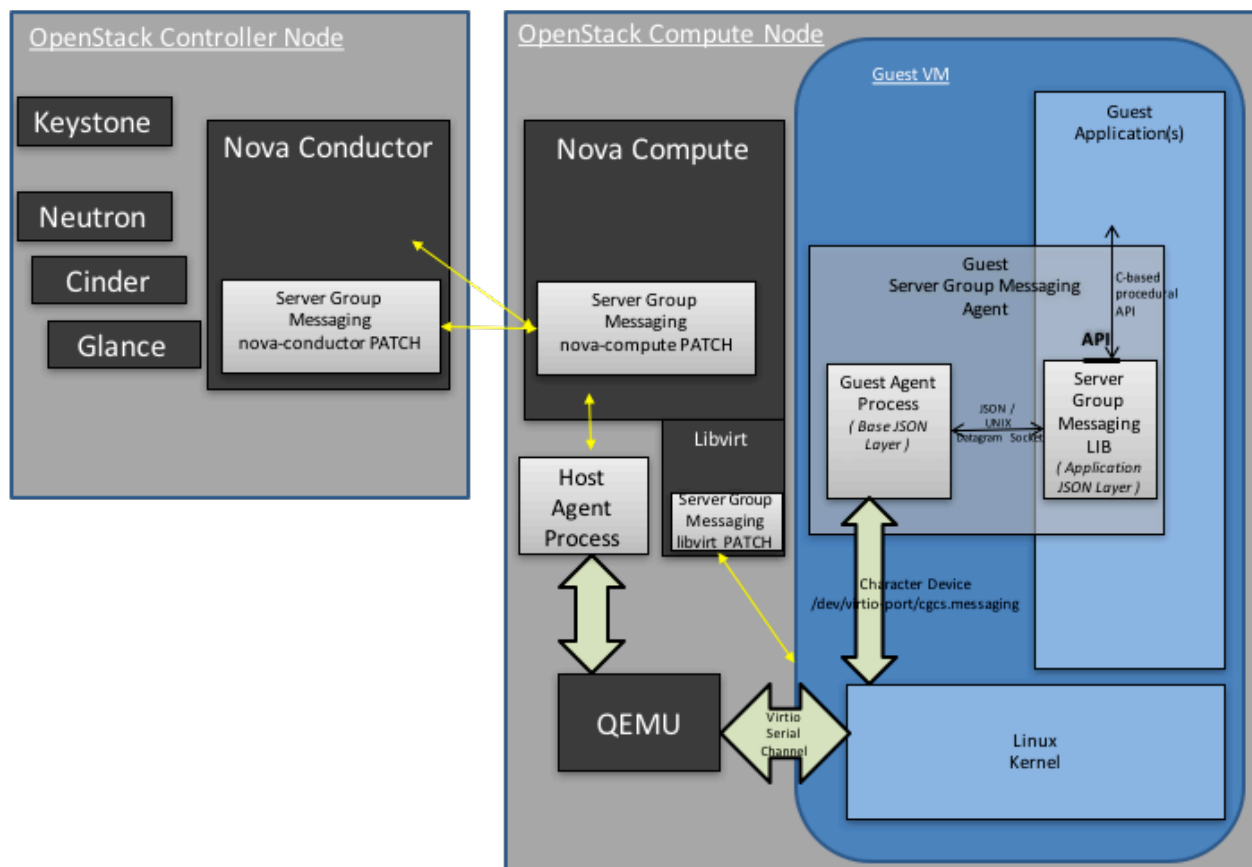 OpenStack Controller Node
Keystone
Neutron
Cinder
Glance
Nova Conductor
Server Group
Messaging
nova-conductor PATCH
OpenStack Compute Node
Nova Compute
Server Group
Messaging
nova-compute PATCH
Libvirt
Server Group
Messaging
libvirt PATCH
Host
Agent
Process
QEMU
Virtio
Serial
Channel
Guest VM
Guest
Application(s)
C-based
procedural
API
Guest
Server Group Messaging
Agent
API
Guest Agent
Process
( Base JSON
Layer )
JSON /
UNIX
Datagram Socket
Server
Group
Messaging
LIB
( Application
JSON Layer )
Character Device
/dev/virtio-port/cgcs.messaging
Linux
Kernel